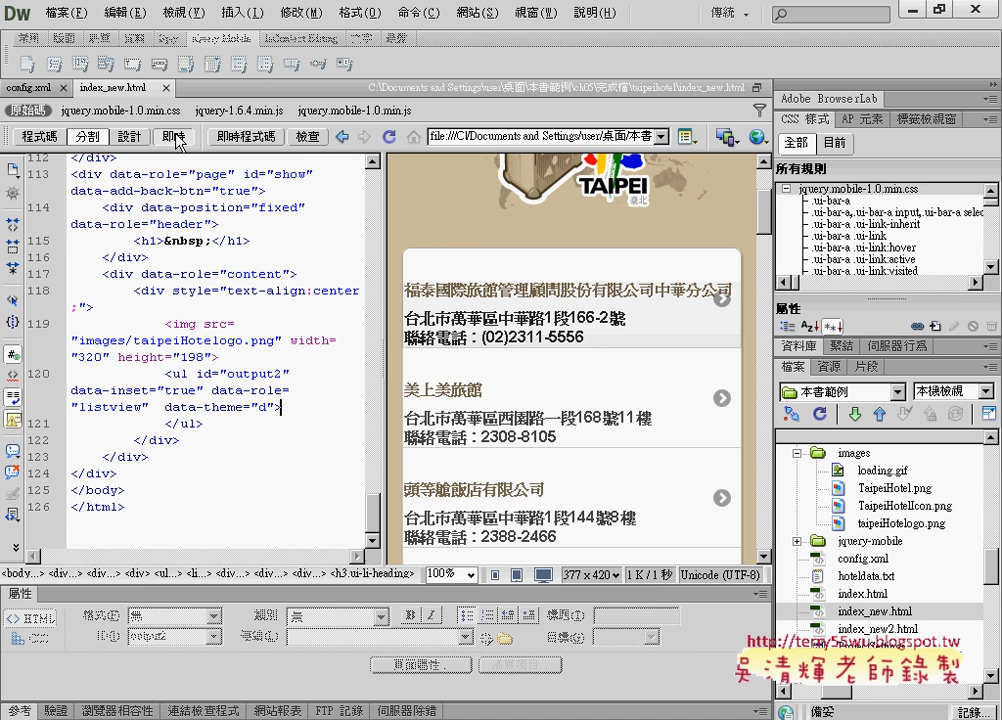 Dw 檔案(F) 編輯(E) 檢視(V) 插入(I) 修改(M) 格式(O) 命令(C) 網站(S) 視窗(W) 說明(H) 傳統
常用 版面 Spry jQuery Mobile InContext Editing 文字
config.xml index_new.html C:\Documents and Settings\user\桌面\本書範例\ch05\完成檔\taipeihotel\index_new.html
原始碼 jquery.mobile-1.0.min.css jquery-1.6.4.min.js jquery.mobile-1.0.min.js
程式碼 分割 設計 即時 即時程式碼 檢查 file:///C|/Documents and Settings/user/桌面/本書
112 </div>
113 <div data-role="page" id="show"
data-add-back-btn="true">
114 <div data-position="fixed"
data-role="header">
115 <h1>&nbsp;</h1>
116 </div>
117 <div data-role="content">
118 <div style="text-align:center
;">
119 <img src=
"images/taipeiHotelogo.png" width=
"320" height="198">
120 <ul id="output2"
data-inset="true" data-role=
"listview" data-theme="d">
121 </ul>
122 </div>
123 </div>
124 </div>
125 </body>
126 </html>
TAIPEI
臺北
福泰國際旅館管理顧問股份有限公司中華分公司
台北市萬華區中華路1段166-2號
聯絡電話：(02)2311-5556
美上美旅館
台北市萬華區西園路一段168號11樓
聯絡電話：2308-8105
頭等艙飯店有限公司
台北市萬華區中華路1段144號8樓
聯絡電話：2388-2466
<body...> <div...> <div...> <div...> <ul...> <li...> <div...> <div...> <div...> <h3.ui-li-heading> 100% 377 x 420 1 K / 1 秒 Unicode (UTF-8)
屬性
<> HTML 格式(F) 無 類別 無 B I 標題(T)
CSS ID(I) output2 連結(L) 目標(G)
頁面屬性... 清單項目...
參考 驗證 瀏覽器相容性 連結檢查程式 網站報表 FTP 記錄 伺服器除錯
Adobe BrowserLab
CSS 樣式 AP 元素 標籤檢視窗
全部 目前
所有規則
jquery.mobile-1.0.min.css
.ui-bar-a
.ui-bar-a input,.ui-bar-a selec
.ui-link-inherit
.ui-bar-a .ui-link
.ui-bar-a .ui-link:hover
.ui-bar-a .ui-link:active
.ui-bar-a .ui-link:visited
屬性
資料庫 繫結 伺服器行為
檔案 資源 片段
本書範例 本機檢視
images
loading.gif
TaipeiHotel.png
TaipeiHotelIcon.png
taipeiHotelogo.png
jquery-mobile
config.xml
hoteldata.txt
index.html
index_new.html
index_new2.html
http://terry55wu.blogspot.tw
吳清輝老師錄製
備妥 記錄...